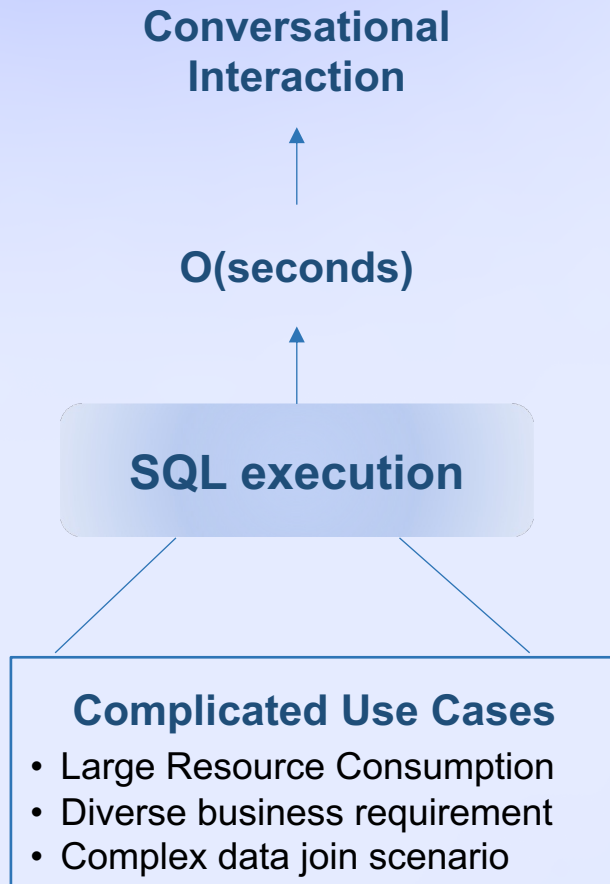 Conversational
Interaction
O(seconds)
SQL execution
Complicated Use Cases
• Large Resource Consumption
• Diverse business requirement
• Complex data join scenario